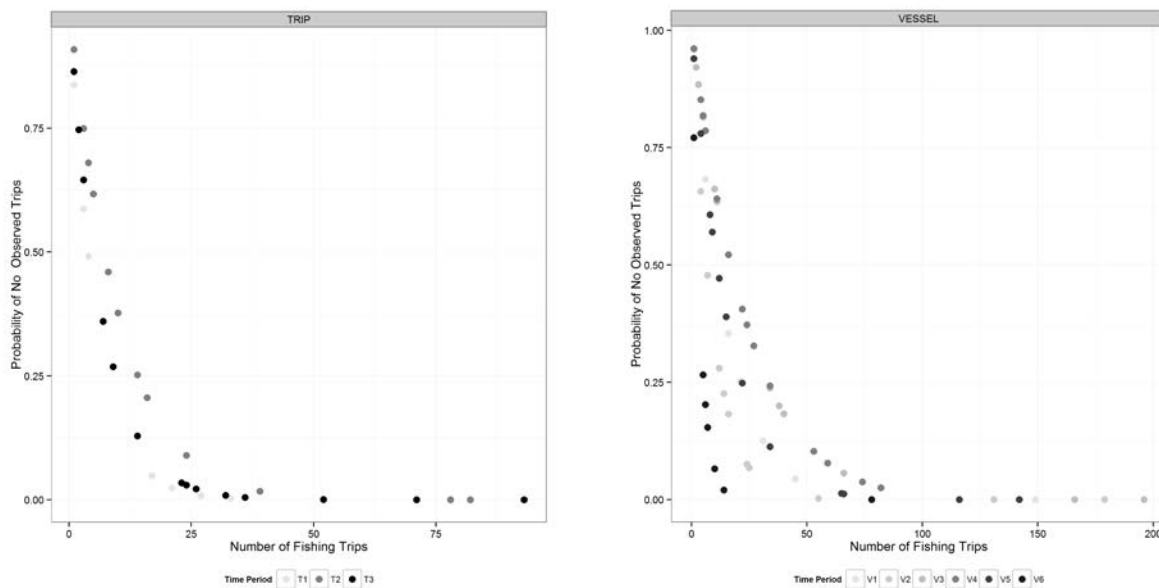 TRIP
Probability of No Observed Trips
0.75
0.50
0.25
0.00
0
25
50
75
Number of Fishing Trips
Time Period T1 T2 T3
VESSEL
Probability of No Observed Trips
1.00
0.75
0.50
0.25
0.00
0
50
100
150
200
Number of Fishing Trips
Time Period V1 V2 V3 V4 V5 V6